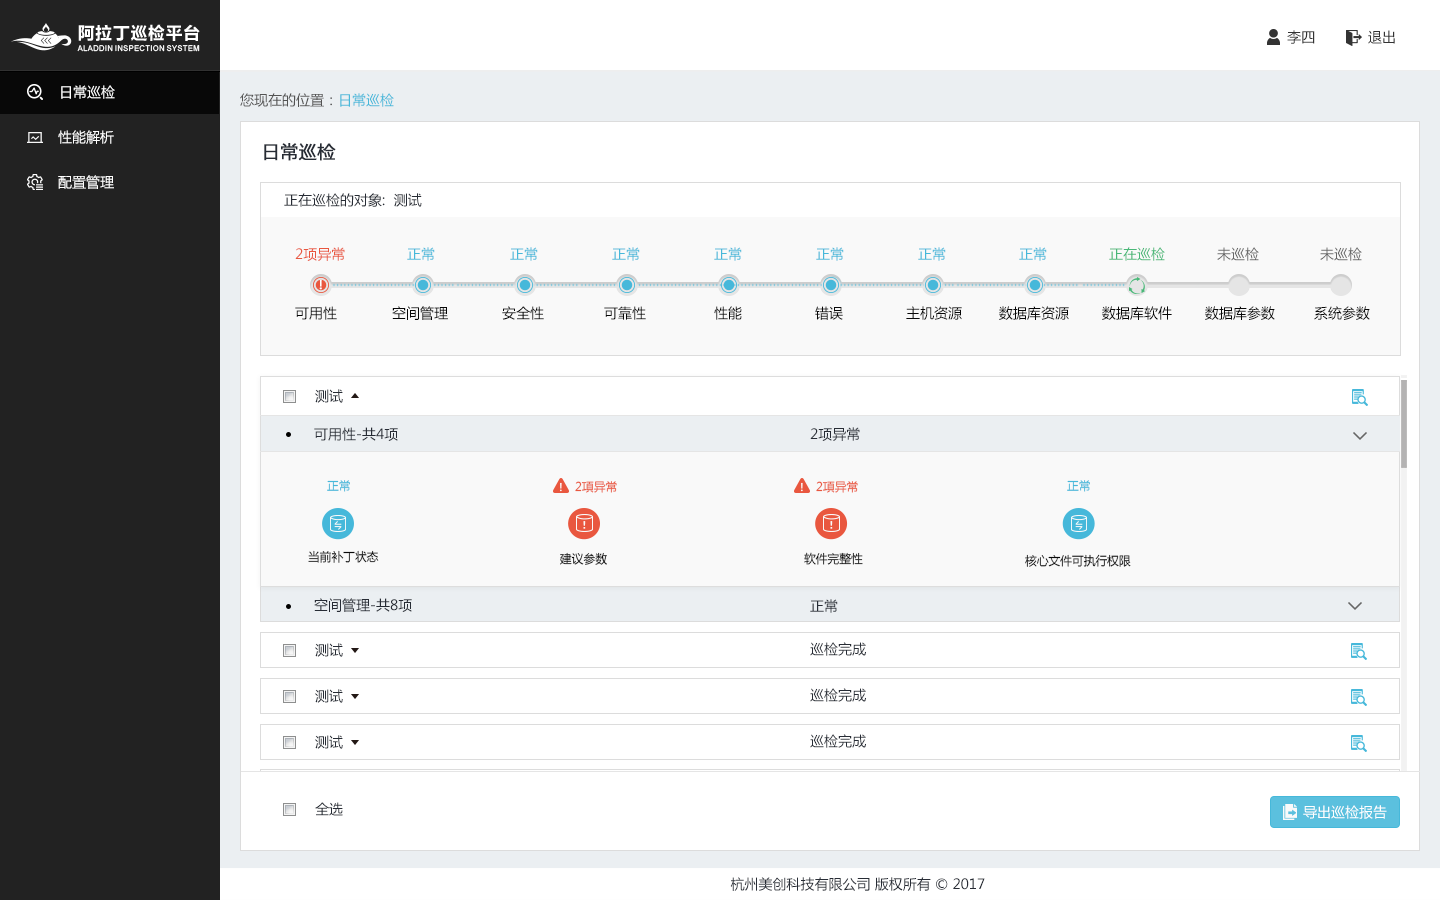 阿拉丁巡检平台
ALADDIN INSPECTION SYSTEM
李四 退出
日常巡检
性能解析
配置管理
您现在的位置：日常巡检
日常巡检
正在巡检的对象: 测试
2项异常 正常 正常 正常 正常 正常 正常 正常 正在巡检 未巡检 未巡检
可用性 空间管理 安全性 可靠性 性能 错误 主机资源 数据库资源 数据库软件 数据库参数 系统参数
测试
可用性-共4项 2项异常
正常 2項异常 2項异常 正常
当前补丁状态 建议参数 软件完整性 核心文件可执行权限
空间管理-共8项 正常
测试 巡检完成
测试 巡检完成
测试 巡检完成
全选 导出巡检报告
杭州美创科技有限公司 版权所有 © 2017